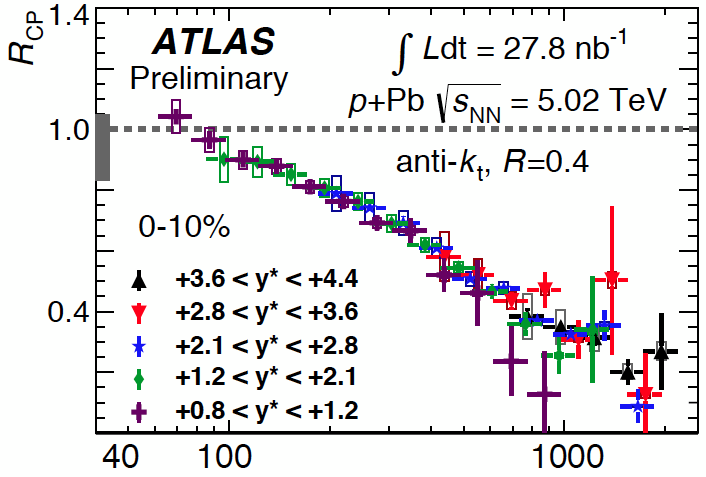 1.4
R_CP
ATLAS
Preliminary
∫ Ldt = 27.8 nb⁻¹
p+Pb √s_NN = 5.02 TeV
1.0
anti-k_t, R=0.4
0-10%
+3.6 < y* < +4.4
+2.8 < y* < +3.6
0.4
+2.1 < y* < +2.8
+1.2 < y* < +2.1
+0.8 < y* < +1.2
40 100 1000